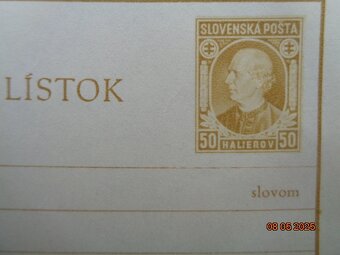 SLOVENSKÁ POŠTA
LÍSTOK
50 HALIEROV 50
slovom
08 06 2005